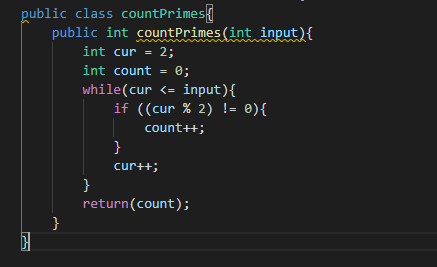 public class countPrimes{
    public int countPrimes(int input){
        int cur = 2;
        int count = 0;
        while(cur <= input){
            if ((cur % 2) != 0){
                count++;
            }
            cur++;
        }
        return(count);
    }
}